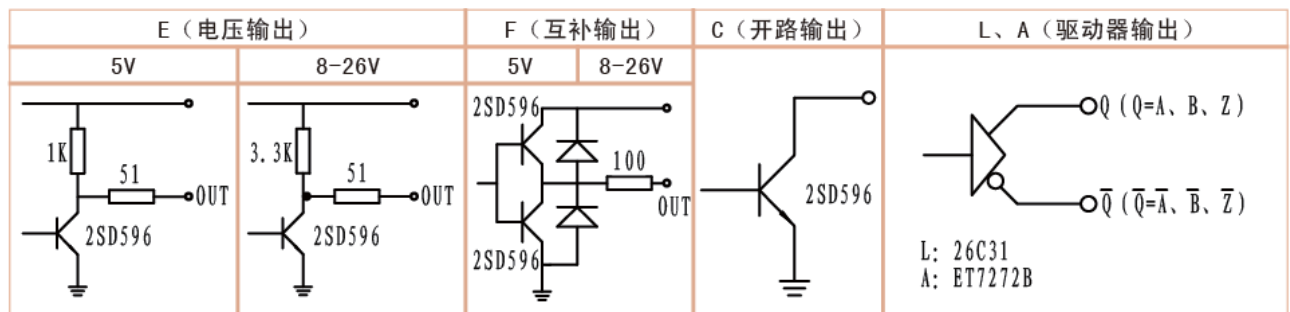 E（电压输出）
F（互补输出）
C（开路输出）
L、A（驱动器输出）
5V
8-26V
5V
8-26V
1K
51
OUT
2SD596
3.3K
51
OUT
2SD596
2SD596
100
OUT
2SD596
2SD596
Q（Q=A、B、Z）
Q̅（Q̅=A̅、B̅、Z̅）
L: 26C31
A: ET7272B